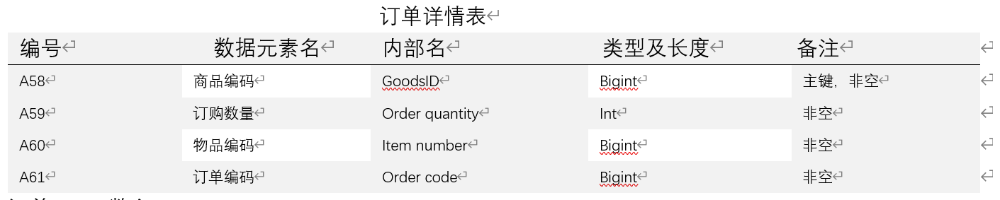 订单详情表
编号 数据元素名 内部名 类型及长度 备注
A58 商品编码 GoodsID Bigint 主键，非空
A59 订购数量 Order quantity Int 非空
A60 物品编码 Item number Bigint 非空
A61 订单编码 Order code Bigint 非空